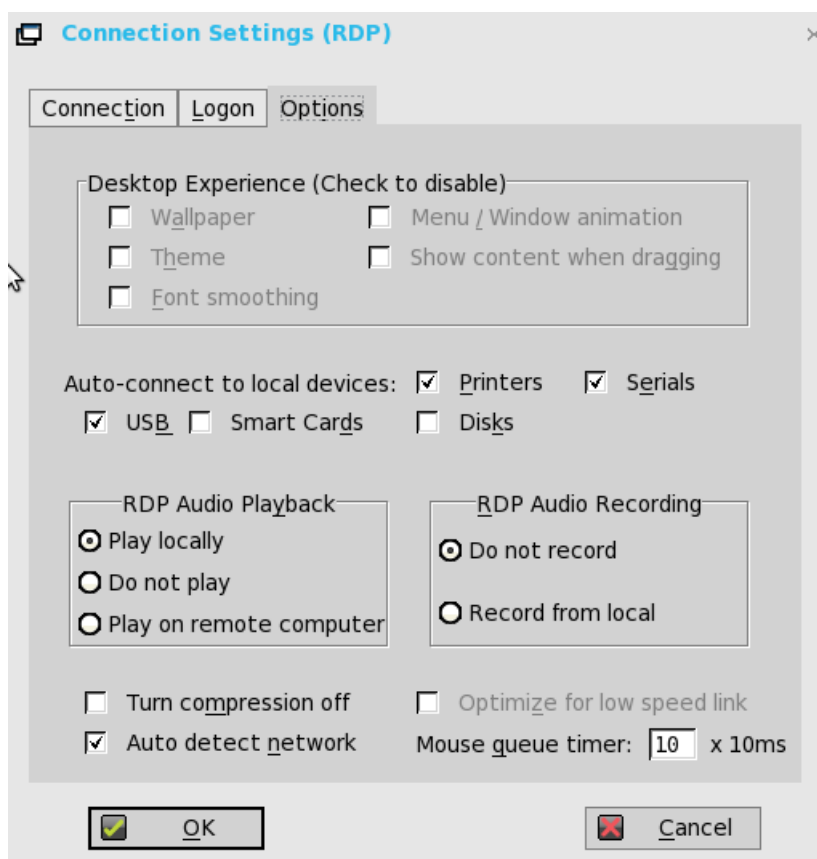 Connection Settings (RDP)
Connection Logon Options
Desktop Experience (Check to disable)
Wallpaper Menu / Window animation
Theme Show content when dragging
Font smoothing
Auto-connect to local devices: Printers Serials
USB Smart Cards Disks
RDP Audio Playback
Play locally
Do not play
Play on remote computer
RDP Audio Recording
Do not record
Record from local
Turn compression off Optimize for low speed link
Auto detect network Mouse queue timer: 10 x 10ms
OK Cancel